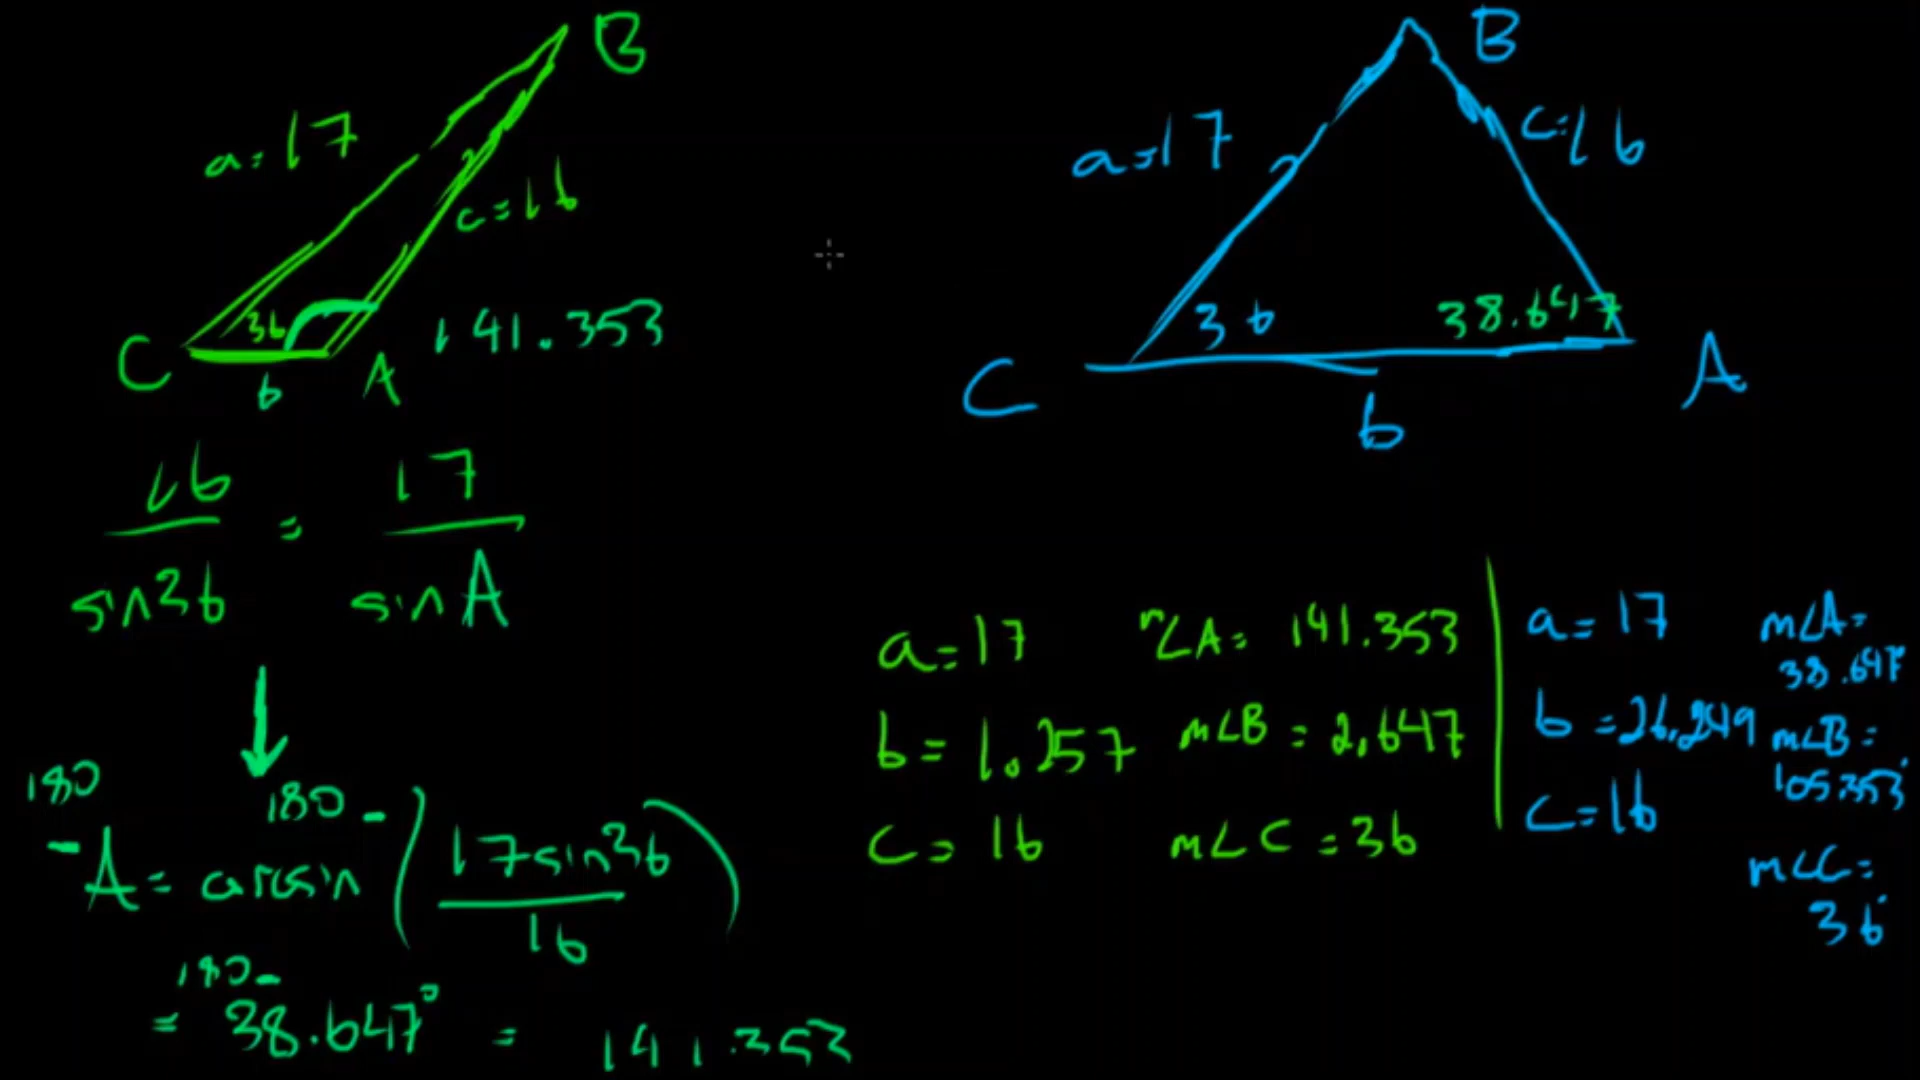 B
a=17
c=16
36
141.353
C
b
A
16/sin36 = 17/sinA
180 - A = 180 - arcsin(17sin36/16)
= 180 - 38.647° = 141.353
B
a=17
c=16
36
38.647
C
b
A
a=17 m∠A= 141.353
b=1.257 m∠B=2.647
c=16 m∠C=36
a=17 m∠A= 38.647°
b=26.249 m∠B= 105.353°
c=16
m∠C= 36°